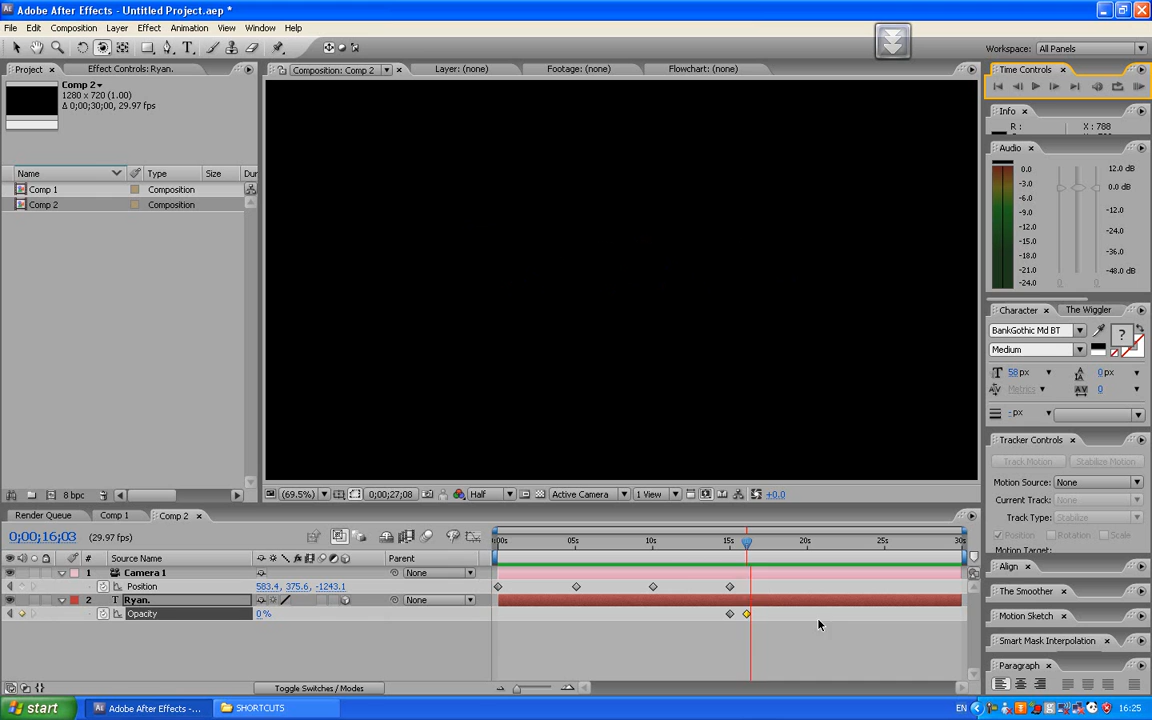 Adobe After Effects - Untitled Project.aep *
File Edit Composition Layer Effect Animation View Window Help
Workspace: All Panels
Project Effect Controls: Ryan. Composition: Comp 2 Layer: (none) Footage: (none) Flowchart: (none) Time Controls
Comp 2
1280 x 720 (1.00)
Δ 0;00;30;00, 29.97 fps
Info
R : X : 788
Audio
0.0 12.0 dB
-3.0
-6.0 0.0 dB
-9.0
-12.0 -12.0
-15.0 -24.0
-18.0
-21.0 -36.0
-24.0 -48.0 dB
Name Type Size Dur
Comp 1 Composition
Comp 2 Composition
Character The Wiggler
BankGothic Md BT
Medium
58 px 0 px
Metrics 0
- px
Tracker Controls
Track Motion Stabilize Motion
Motion Source: None
Current Track: None
Track Type: Stabilize
Position Rotation Scale
Motion Target:
8 bpc (69.5%) 0;00;27;08 Half Active Camera 1 View +0.0
Render Queue Comp 1 Comp 2
0;00;16;03 (29.97 fps)
:00s 05s 10s 15s 20s 25s 30s
# Source Name Parent
1 Camera 1 None
Position 583.4, 375.6, -1243.1
2 T Ryan. None
Opacity 0 %
Toggle Switches / Modes
Align
The Smoother
Motion Sketch
Smart Mask Interpolation
Paragraph
start Adobe After Effects -... SHORTCUTS EN 16:25